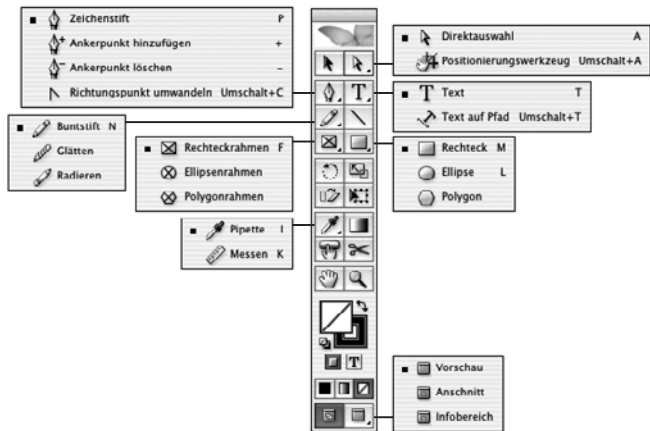 Zeichenstift P
Ankerpunkt hinzufügen +
Ankerpunkt löschen –
Richtungspunkt umwandeln Umschalt+C
Direktauswahl A
Positionierungswerkzeug Umschalt+A
T Text T
Text auf Pfad Umschalt+T
Buntstift N
Glätten
Radieren
Rechteckrahmen F
Ellipsenrahmen
Polygonrahmen
Rechteck M
Ellipse L
Polygon
Pipette I
Messen K
T
T
Vorschau
Anschnitt
Infobereich